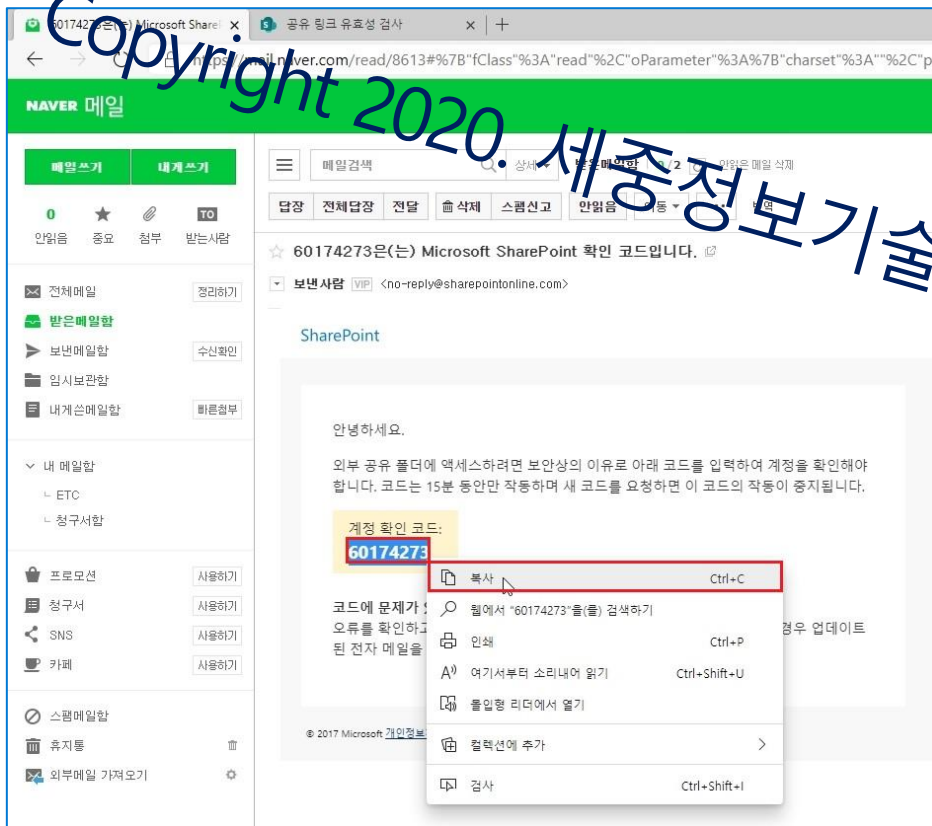 60174273은(는) Microsoft Share
공유 링크 유효성 검사
mail.naver.com/read/8613#%7B"fClass"%3A"read"%2C"oParameter"%3A%7B"charset"%3A""%2C"p
Copyright 2020. 세종정보기술
NAVER 메일
메일쓰기 내게쓰기
메일검색 상세 받은메일함 /2 안읽은 메일 삭제
답장 전체답장 전달 삭제 스팸신고 안읽음 이동
0 TO
안읽음 중요 첨부 받는사람
60174273은(는) Microsoft SharePoint 확인 코드입니다.
보낸사람 VIP <no-reply@sharepointonline.com>
전체메일 정리하기
받은메일함
보낸메일함 수신확인
임시보관함
내게쓴메일함 빠른첨부
내 메일함
ETC
청구서함
프로모션 사용하기
청구서 사용하기
SNS 사용하기
카페 사용하기
스팸메일함
휴지통
외부메일 가져오기
SharePoint
안녕하세요.
외부 공유 폴더에 액세스하려면 보안상의 이유로 아래 코드를 입력하여 계정을 확인해야
합니다. 코드는 15분 동안만 작동하며 새 코드를 요청하면 이 코드의 작동이 중지됩니다.
계정 확인 코드:
60174273
코드에 문제가
오류를 확인하고 경우 업데이트
된 전자 메일을
© 2017 Microsoft 개인정보
복사 Ctrl+C
웹에서 "60174273"을(를) 검색하기
인쇄 Ctrl+P
여기서부터 소리내어 읽기 Ctrl+Shift+U
몰입형 리더에서 열기
컬렉션에 추가
검사 Ctrl+Shift+I